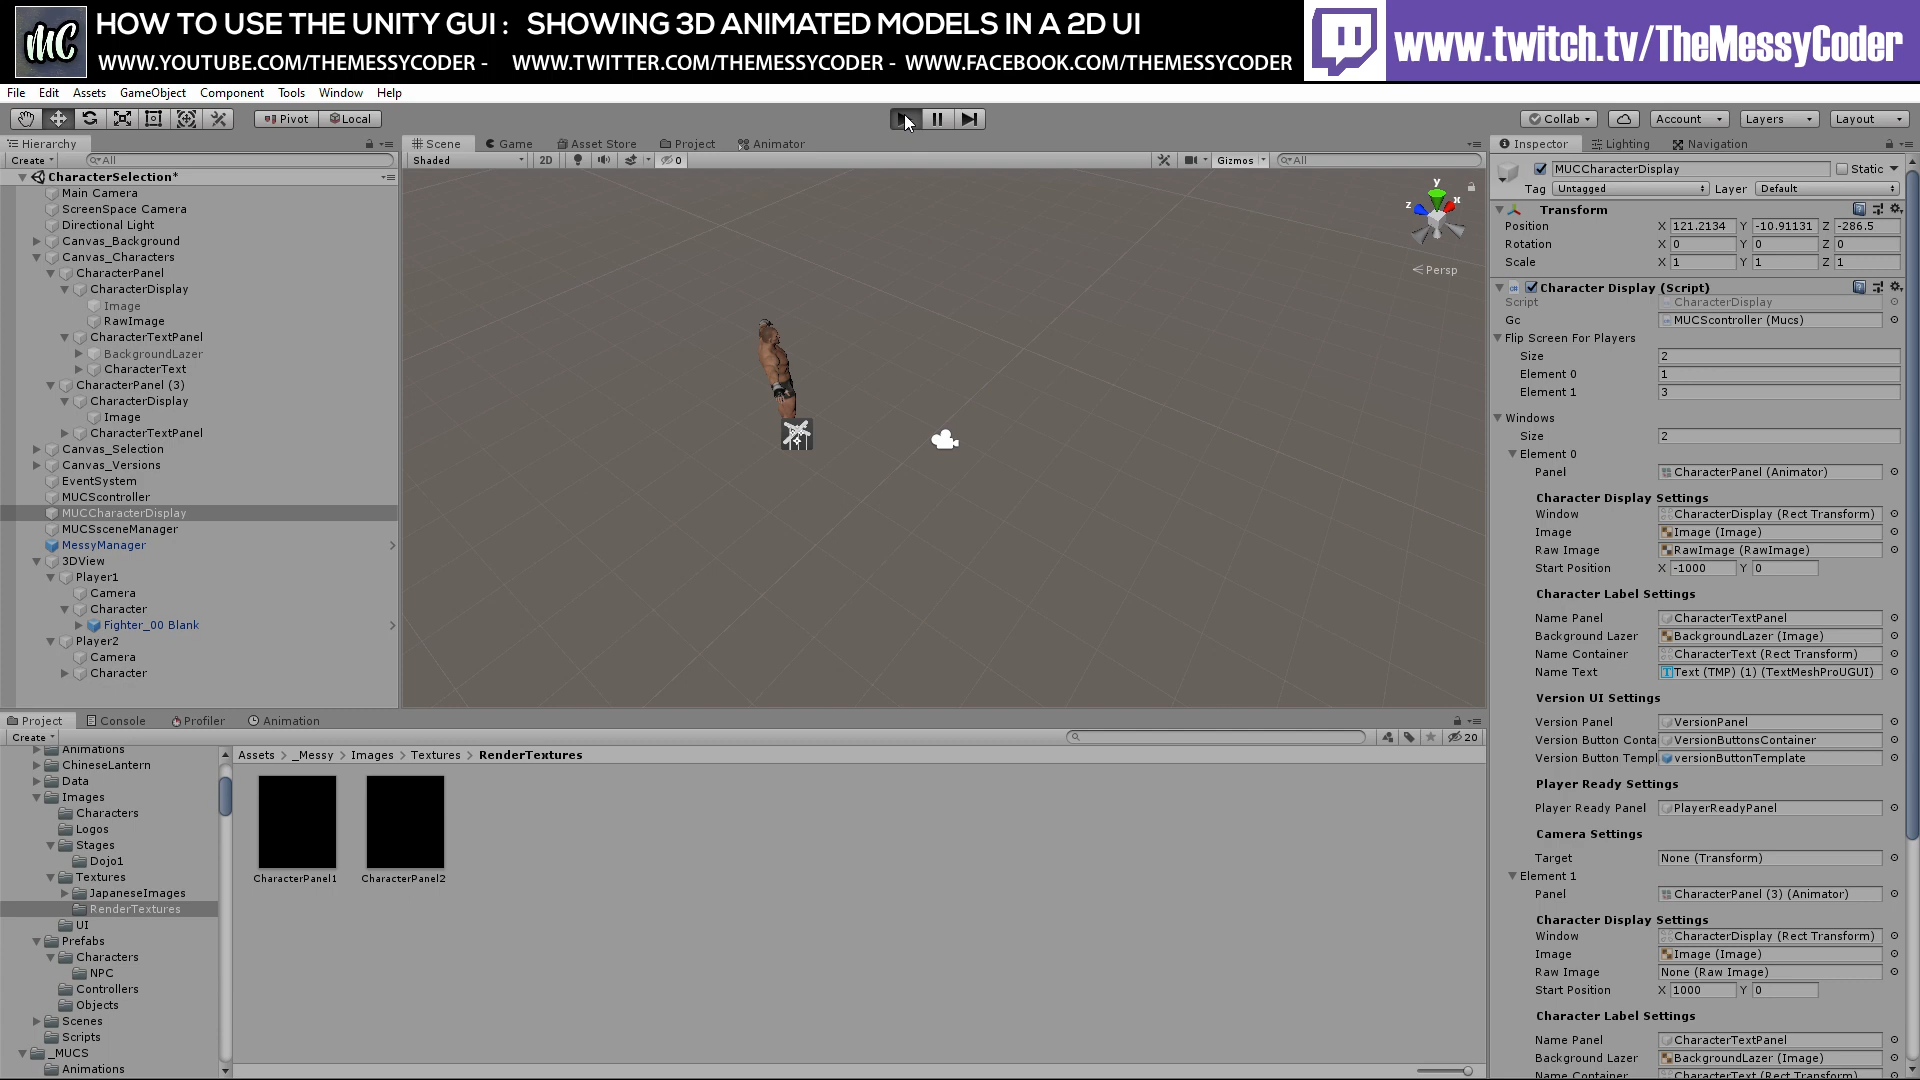 MC
HOW TO USE THE UNITY GUI : SHOWING 3D ANIMATED MODELS IN A 2D UI
WWW.YOUTUBE.COM/THEMESSYCODER - WWW.TWITTER.COM/THEMESSYCODER - WWW.FACEBOOK.COM/THEMESSYCODER
www.twitch.tv/TheMessyCoder
File Edit Assets GameObject Component Tools Window Help
Pivot Local
Collab Account Layers Layout
Hierarchy
Create All
CharacterSelection*
Main Camera
ScreenSpace Camera
Directional Light
Canvas_Background
Canvas_Characters
CharacterPanel
CharacterDisplay
Image
RawImage
CharacterTextPanel
BackgroundLazer
CharacterText
CharacterPanel (3)
CharacterDisplay
Image
CharacterTextPanel
Canvas_Selection
Canvas_Versions
EventSystem
MUCScontroller
MUCCharacterDisplay
MUCSsceneManager
MessyManager
3DView
Player1
Camera
Character
Fighter_00 Blank
Player2
Camera
Character
Scene Game Asset Store Project Animator
Shaded 2D 0 Gizmos All
y
z x
Persp
Inspector Lighting Navigation
MUCCharacterDisplay Static
Tag Untagged Layer Default
Transform
Position X 121.2134 Y -10.91131 Z -286.5
Rotation X 0 Y 0 Z 0
Scale X 1 Y 1 Z 1
Character Display (Script)
Script CharacterDisplay
Gc MUCScontroller (Mucs)
Flip Screen For Players
Size 2
Element 0 1
Element 1 3
Windows
Size 2
Element 0
Panel CharacterPanel (Animator)
Character Display Settings
Window CharacterDisplay (Rect Transform)
Image Image (Image)
Raw Image RawImage (RawImage)
Start Position X -1000 Y 0
Character Label Settings
Name Panel CharacterTextPanel
Background Lazer BackgroundLazer (Image)
Name Container CharacterText (Rect Transform)
Name Text Text (TMP) (1) (TextMeshProUGUI)
Version UI Settings
Version Panel VersionPanel
Version Button Conta VersionButtonsContainer
Version Button Templ versionButtonTemplate
Player Ready Settings
Player Ready Panel PlayerReadyPanel
Camera Settings
Target None (Transform)
Element 1
Panel CharacterPanel (3) (Animator)
Character Display Settings
Window CharacterDisplay (Rect Transform)
Image Image (Image)
Raw Image None (Raw Image)
Start Position X 1000 Y 0
Character Label Settings
Name Panel CharacterTextPanel
Background Lazer BackgroundLazer (Image)
Name Container CharacterText (Rect Transform)
Project Console Profiler Animation
Create 20
Animations
ChineseLantern
Data
Images
Characters
Logos
Stages
Dojo1
Textures
JapaneseImages
RenderTextures
UI
Prefabs
Characters
NPC
Controllers
Objects
Scenes
Scripts
_MUCS
Animations
Assets > _Messy > Images > Textures > RenderTextures
CharacterPanel1 CharacterPanel2